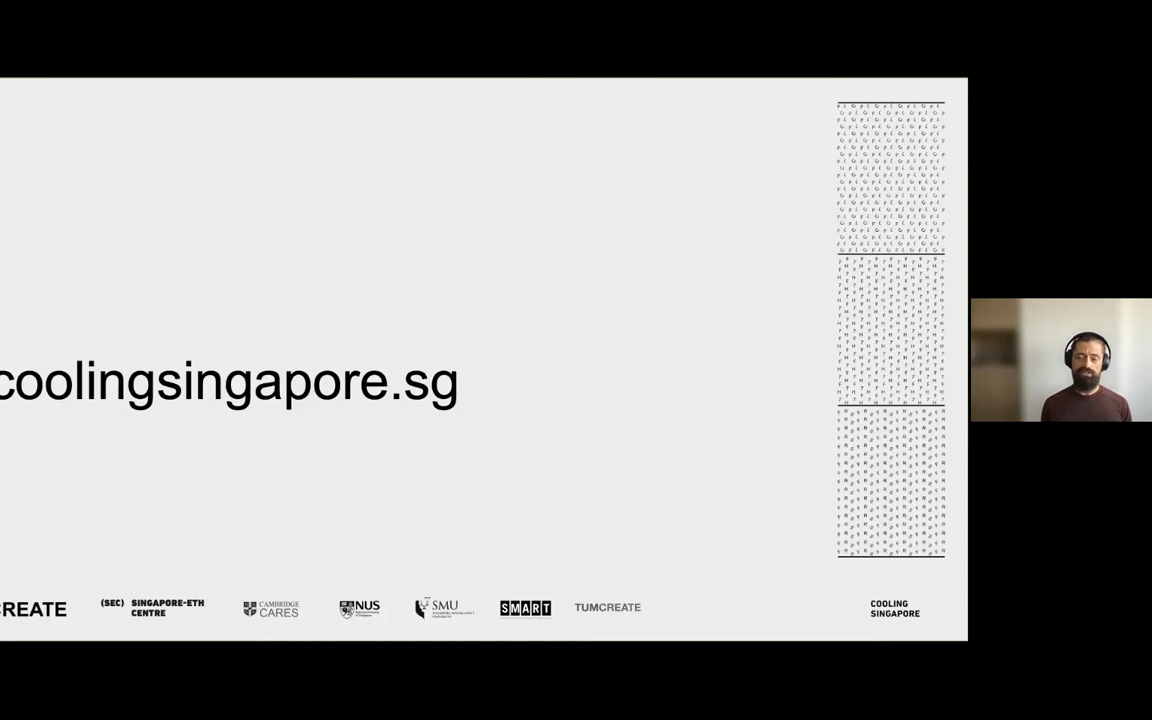 coolingsingapore.sg
CREATE
(SEC) SINGAPORE-ETH
CENTRE
CAMBRIDGE
CARES
NUS
SMU
SMART
TUMCREATE
COOLING
SINGAPORE